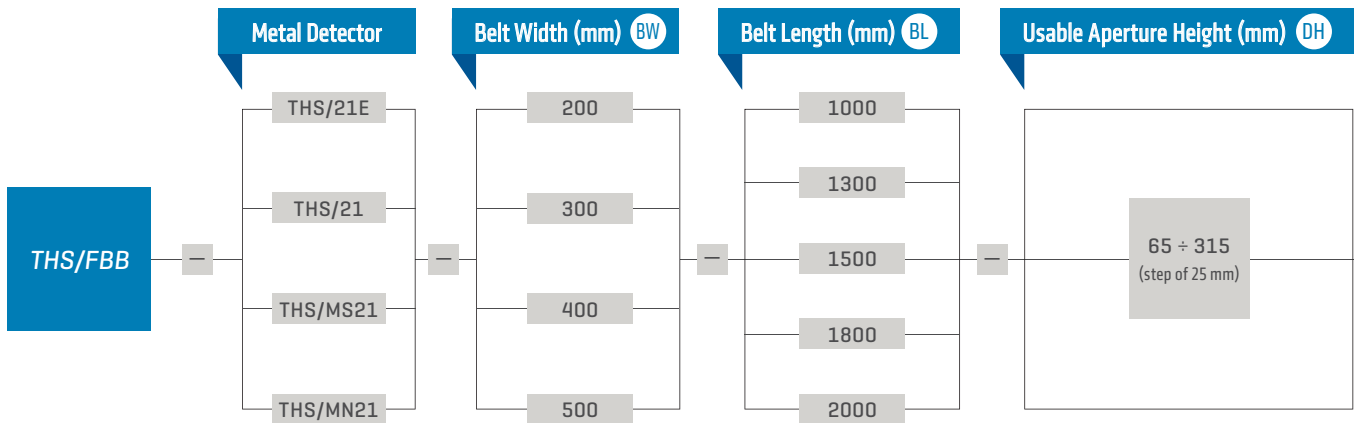 Metal Detector
Belt Width (mm) BW
Belt Length (mm) BL
Usable Aperture Height (mm) DH
THS/FBB
—
THS/21E
THS/21
THS/MS21
THS/MN21
—
200
300
400
500
—
1000
1300
1500
1800
2000
—
65 ÷ 315
(step of 25 mm)